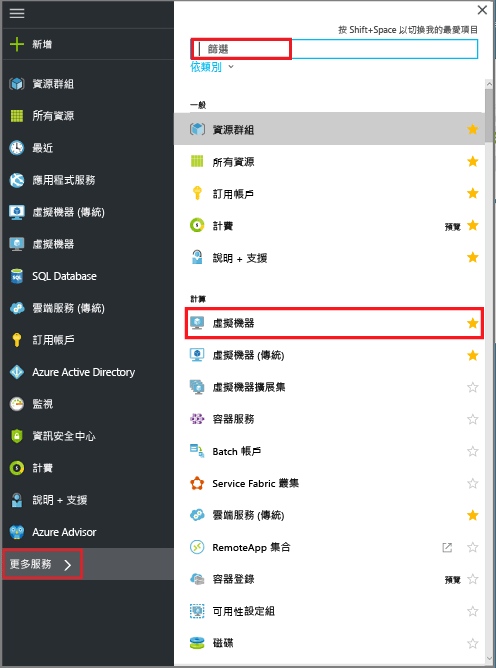 新增
資源群組
所有資源
最近
應用程式服務
虛擬機器 (傳統)
虛擬機器
SQL Database
雲端服務 (傳統)
訂用帳戶
Azure Active Directory
監視
資訊安全中心
計費
說明 + 支援
Azure Advisor
更多服務
按 Shift+Space 以切換我的最愛項目
篩選
依類別
一般
資源群組
所有資源
訂用帳戶
計費 預覽
說明 + 支援
計算
虛擬機器
虛擬機器 (傳統)
虛擬機器擴展集
容器服務
Batch 帳戶
Service Fabric 叢集
雲端服務 (傳統)
RemoteApp 集合
容器登錄 預覽
可用性設定組
磁碟